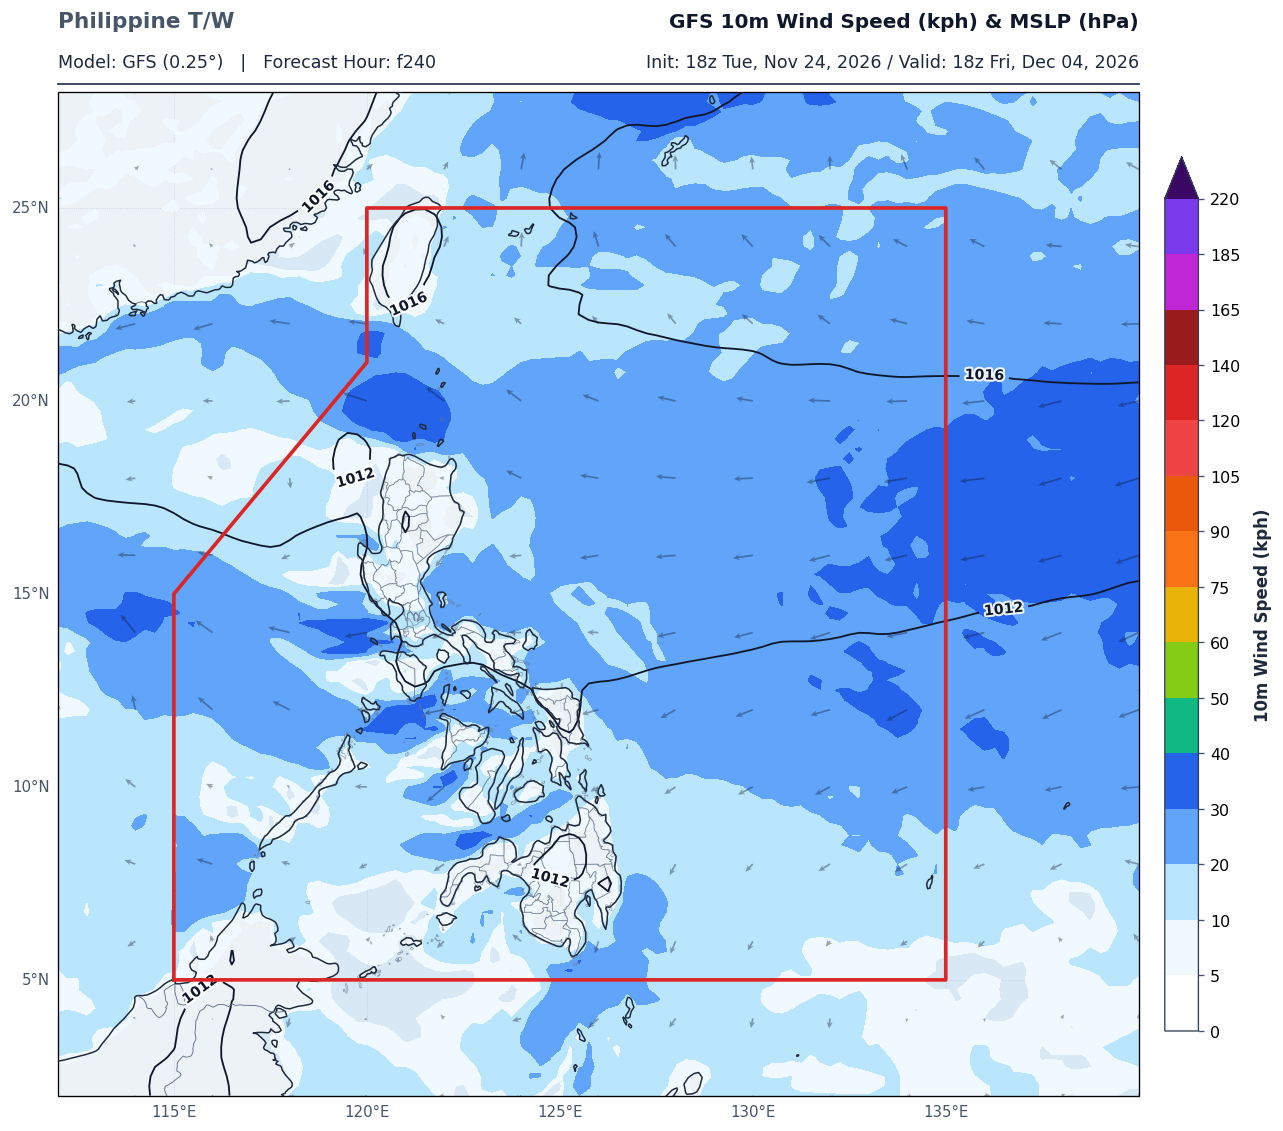 Philippine T/W
GFS 10m Wind Speed (kph) & MSLP (hPa)
Model: GFS (0.25°)   |   Forecast Hour: f240
Init: 18z Tue, Nov 24, 2026 / Valid: 18z Fri, Dec 04, 2026
1016
1016
1016
1012
1012
1012
1012
25°N
20°N
15°N
10°N
5°N
115°E
120°E
125°E
130°E
135°E
220
185
165
140
120
105
90
75
60
50
40
30
20
10
5
0
10m Wind Speed (kph)